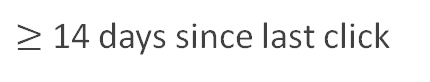 ≥ 14 days since last click